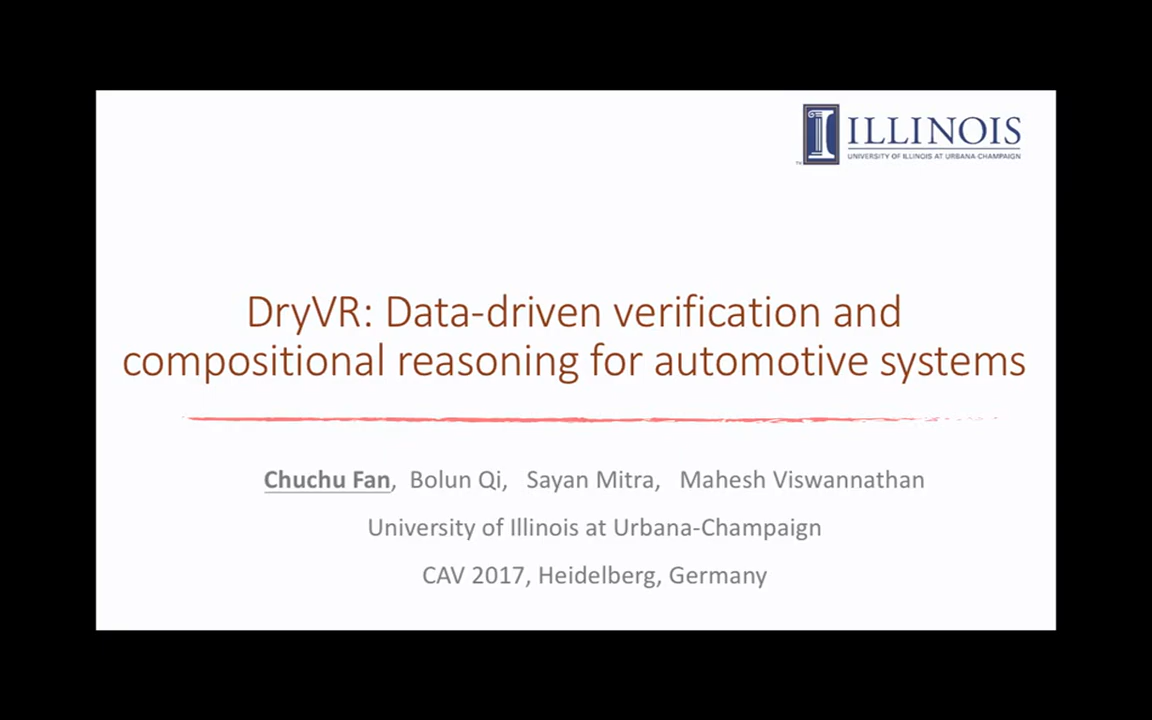 ILLINOIS
UNIVERSITY OF ILLINOIS AT URBANA-CHAMPAIGN
DryVR: Data-driven verification and
compositional reasoning for automotive systems
Chuchu Fan, Bolun Qi, Sayan Mitra, Mahesh Viswannathan
University of Illinois at Urbana-Champaign
CAV 2017, Heidelberg, Germany